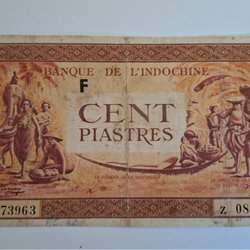 BANQUE DE L'INDOCHINE
F
CENT
PIASTRES
73963
Z 08